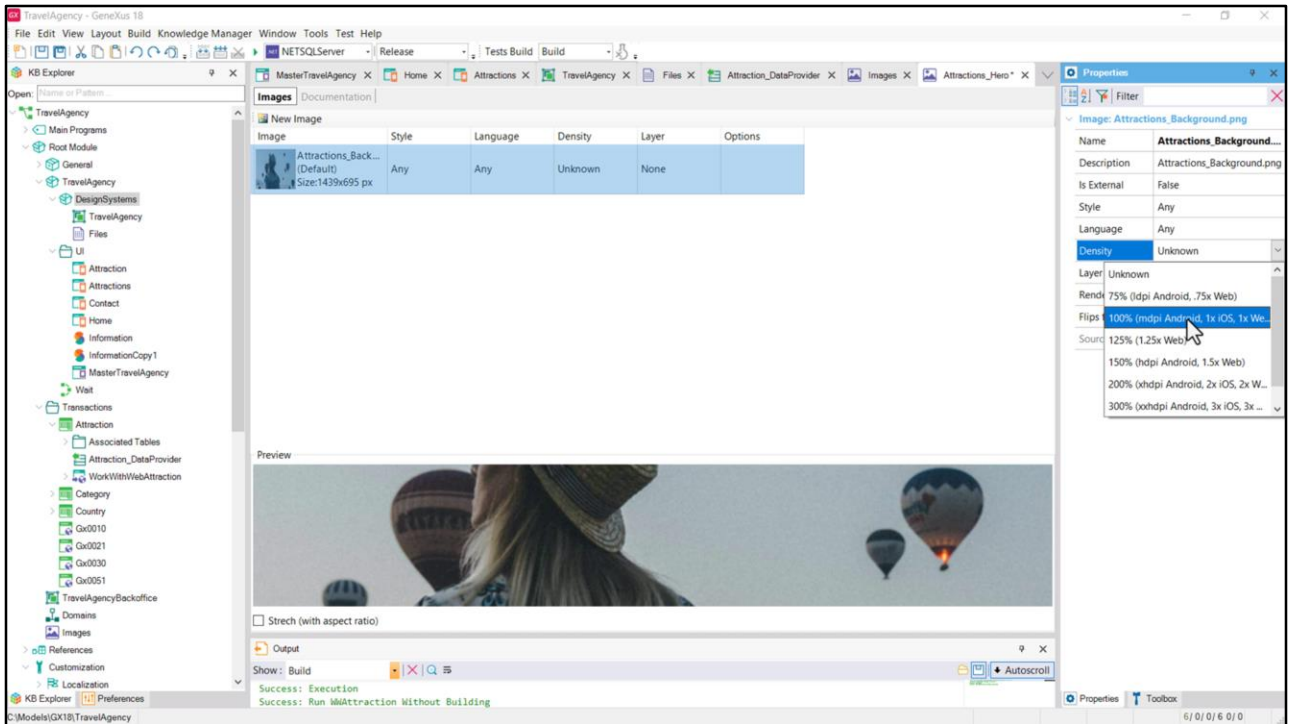 GX TravelAgency - GeneXus 18
File Edit View Layout Build Knowledge Manager Window Tools Test Help
NETSQLServer Release Tests Build Build
KB Explorer
Open: Name or Pattern...
TravelAgency
Main Programs
Root Module
General
TravelAgency
DesignSystems
TravelAgency
Files
UI
Attraction
Attractions
Contact
Home
Information
InformationCopy1
MasterTravelAgency
Wait
Transactions
Attraction
Associated Tables
Attraction_DataProvider
WorkWithWebAttraction
Category
Country
Gx0010
Gx0021
Gx0030
Gx0051
TravelAgencyBackoffice
Domains
Images
References
Customization
Localization
KB Explorer Preferences
MasterTravelAgency X Home X Attractions X TravelAgency X Files X Attraction_DataProvider X Images X Attractions_Hero* X
Images Documentation
New Image
Image Style Language Density Layer Options
Attractions_Back...
(Default) Any Any Unknown None
Size:1439x695 px
Preview
Strech (with aspect ratio)
Output
Show: Build Autoscroll
Success: Execution
Success: Run WWAttraction Without Building
Properties
Filter
Image: Attractions_Background.png
Name Attractions_Background....
Description Attractions_Background.png
Is External False
Style Any
Language Any
Density Unknown
Layer Unknown
Rende 75% (ldpi Android, .75x Web)
Flips 100% (mdpi Android, 1x iOS, 1x We...
Sourc 125% (1.25x Web)
150% (hdpi Android, 1.5x Web)
200% (xhdpi Android, 2x iOS, 2x W...
300% (xxhdpi Android, 3x iOS, 3x ...
Properties Toolbox
C:\Models\GX18\TravelAgency 6/ 0/ 0/ 6 0/ 0